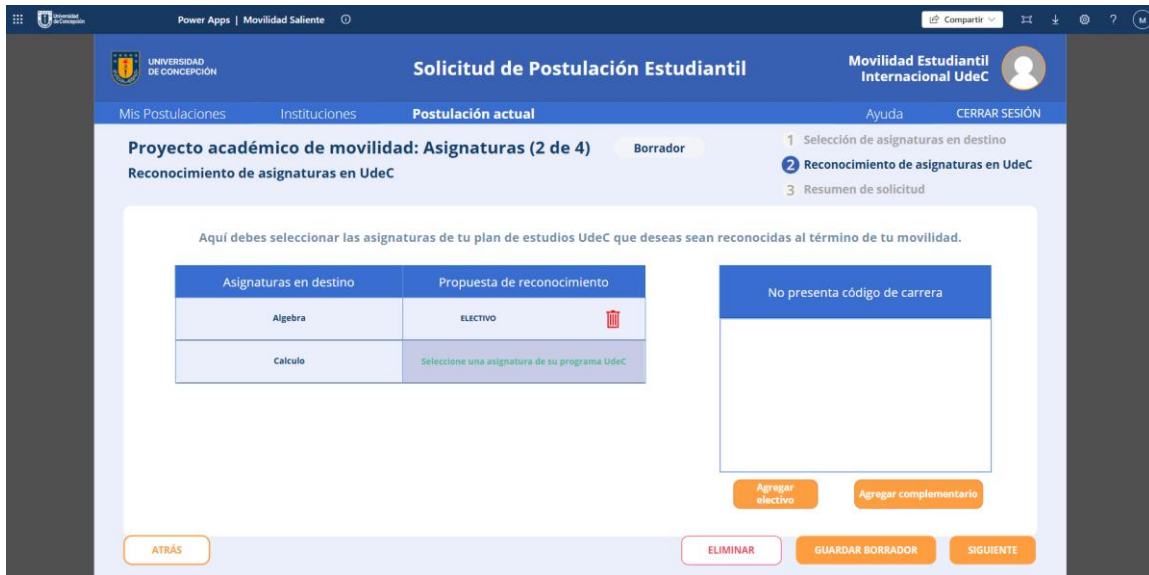 Universidad
de Concepción
Power Apps | Movilidad Saliente
Compartir
?
M
UNIVERSIDAD
DE CONCEPCIÓN
Solicitud de Postulación Estudiantil
Movilidad Estudiantil
Internacional UdeC
Mis Postulaciones
Instituciones
Postulación actual
Ayuda
CERRAR SESIÓN
Proyecto académico de movilidad: Asignaturas (2 de 4)
Borrador
Reconocimiento de asignaturas en UdeC
1 Selección de asignaturas en destino
2 Reconocimiento de asignaturas en UdeC
3 Resumen de solicitud
Aquí debes seleccionar las asignaturas de tu plan de estudios UdeC que deseas sean reconocidas al término de tu movilidad.
Asignaturas en destino
Propuesta de reconocimiento
Algebra
ELECTIVO
Calculo
Seleccione una asignatura de su programa UdeC
No presenta código de carrera
Agregar
electivo
Agregar complementario
ATRÁS
ELIMINAR
GUARDAR BORRADOR
SIGUIENTE